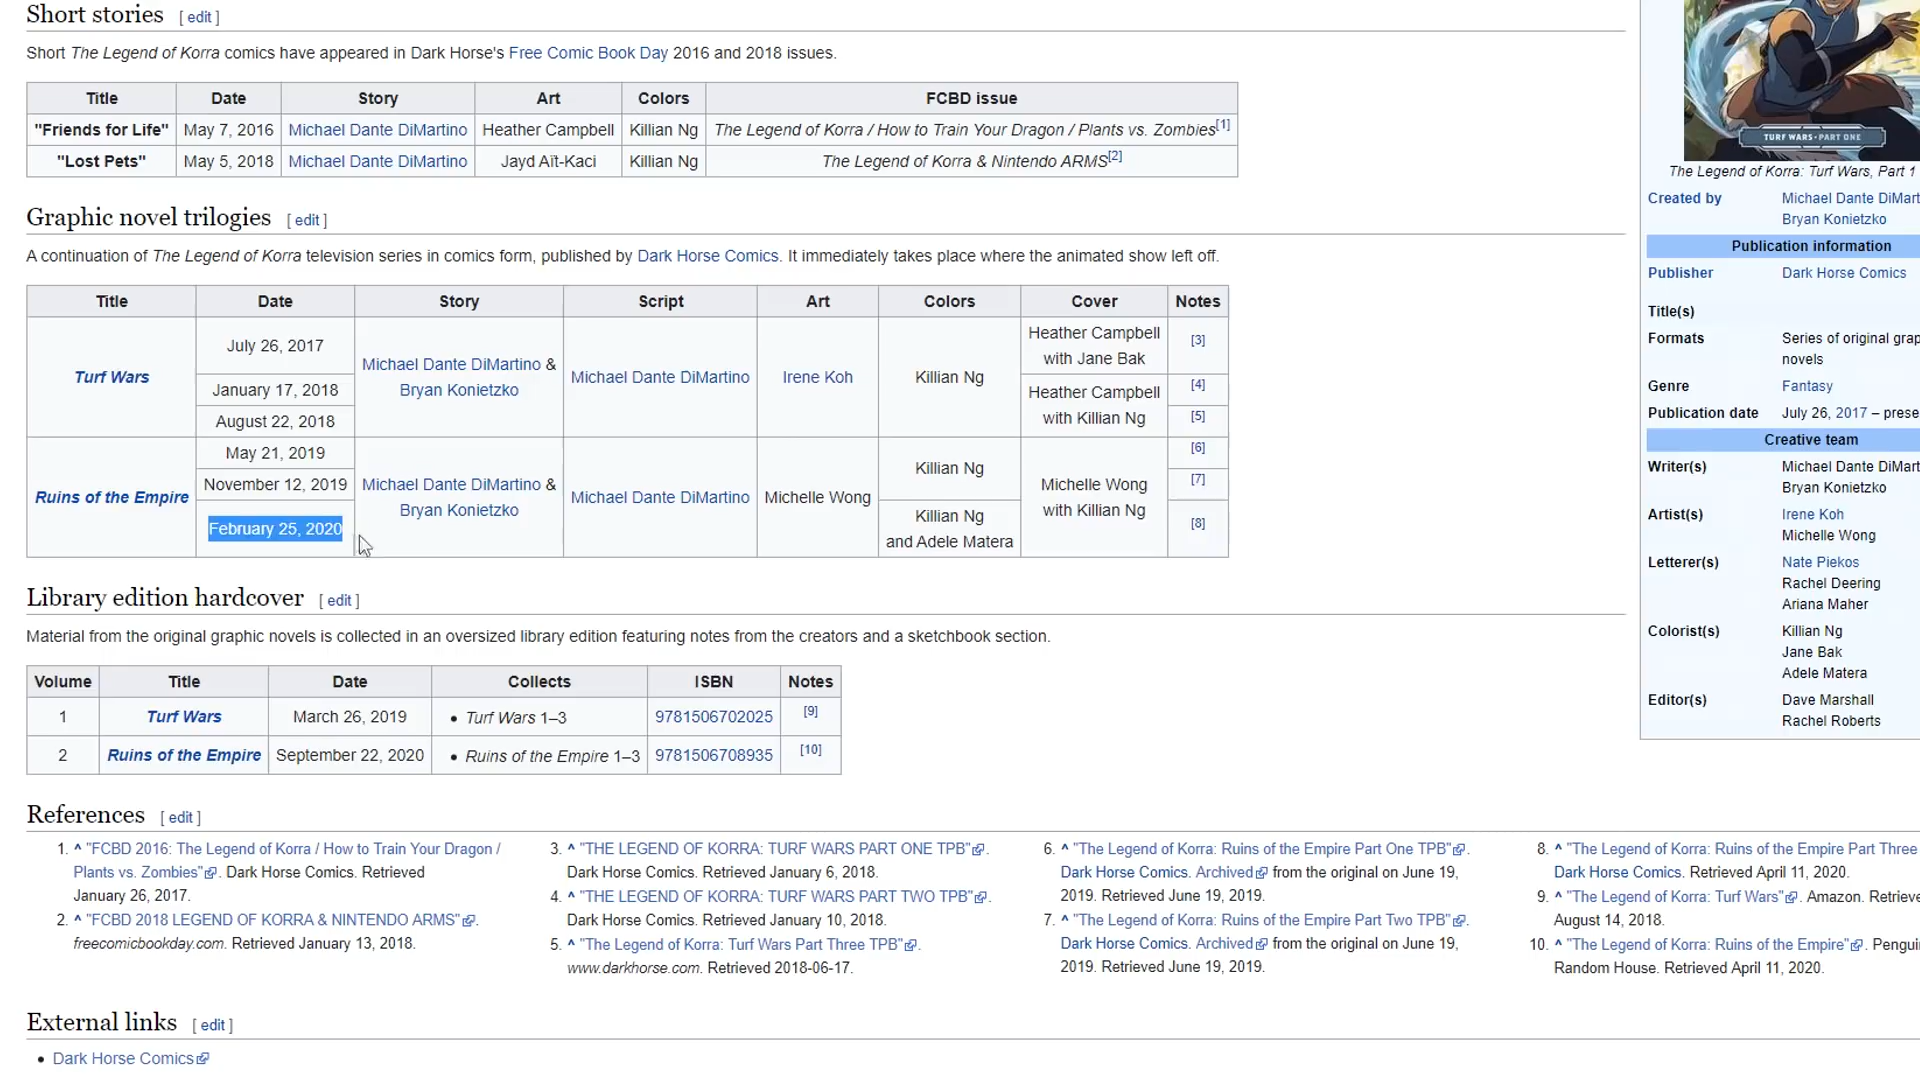 Short stories [ edit ]
Short The Legend of Korra comics have appeared in Dark Horse's Free Comic Book Day 2016 and 2018 issues.
Title Date Story Art Colors FCBD issue
"Friends for Life" May 7, 2016 Michael Dante DiMartino Heather Campbell Killian Ng The Legend of Korra / How to Train Your Dragon / Plants vs. Zombies[1]
"Lost Pets" May 5, 2018 Michael Dante DiMartino Jayd Aït-Kaci Killian Ng The Legend of Korra & Nintendo ARMS[2]
Graphic novel trilogies [ edit ]
A continuation of The Legend of Korra television series in comics form, published by Dark Horse Comics. It immediately takes place where the animated show left off.
Title Date Story Script Art Colors Cover Notes
Turf Wars
July 26, 2017
January 17, 2018
August 22, 2018
Michael Dante DiMartino &
Bryan Konietzko
Michael Dante DiMartino
Irene Koh
Killian Ng
Heather Campbell
with Jane Bak
Heather Campbell
with Killian Ng
[3]
[4]
[5]
Ruins of the Empire
May 21, 2019
November 12, 2019
February 25, 2020
Michael Dante DiMartino &
Bryan Konietzko
Michael Dante DiMartino
Michelle Wong
Killian Ng
Killian Ng
and Adele Matera
Michelle Wong
with Killian Ng
[6]
[7]
[8]
Library edition hardcover [ edit ]
Material from the original graphic novels is collected in an oversized library edition featuring notes from the creators and a sketchbook section.
Volume Title Date Collects ISBN Notes
1 Turf Wars March 26, 2019 • Turf Wars 1–3 9781506702025 [9]
2 Ruins of the Empire September 22, 2020 • Ruins of the Empire 1–3 9781506708935 [10]
References [ edit ]
1. ^ "FCBD 2016: The Legend of Korra / How to Train Your Dragon /
Plants vs. Zombies". Dark Horse Comics. Retrieved
January 26, 2017.
2. ^ "FCBD 2018 LEGEND OF KORRA & NINTENDO ARMS".
freecomicbookday.com. Retrieved January 13, 2018.
3. ^ "THE LEGEND OF KORRA: TURF WARS PART ONE TPB".
Dark Horse Comics. Retrieved January 6, 2018.
4. ^ "THE LEGEND OF KORRA: TURF WARS PART TWO TPB".
Dark Horse Comics. Retrieved January 10, 2018.
5. ^ "The Legend of Korra: Turf Wars Part Three TPB".
www.darkhorse.com. Retrieved 2018-06-17.
6. ^ "The Legend of Korra: Ruins of the Empire Part One TPB".
Dark Horse Comics. Archived from the original on June 19,
2019. Retrieved June 19, 2019.
7. ^ "The Legend of Korra: Ruins of the Empire Part Two TPB".
Dark Horse Comics. Archived from the original on June 19,
2019. Retrieved June 19, 2019.
8. ^ "The Legend of Korra: Ruins of the Empire Part Three
Dark Horse Comics. Retrieved April 11, 2020.
9. ^ "The Legend of Korra: Turf Wars". Amazon. Retrieve
August 14, 2018.
10. ^ "The Legend of Korra: Ruins of the Empire". Pengui
Random House. Retrieved April 11, 2020.
External links [ edit ]
• Dark Horse Comics
TURF WARS • PART ONE
The Legend of Korra: Turf Wars, Part 1
Created by Michael Dante DiMart
Bryan Konietzko
Publication information
Publisher Dark Horse Comics
Title(s)
Formats Series of original grap
novels
Genre Fantasy
Publication date July 26, 2017 – prese
Creative team
Writer(s) Michael Dante DiMart
Bryan Konietzko
Artist(s) Irene Koh
Michelle Wong
Letterer(s) Nate Piekos
Rachel Deering
Ariana Maher
Colorist(s) Killian Ng
Jane Bak
Adele Matera
Editor(s) Dave Marshall
Rachel Roberts